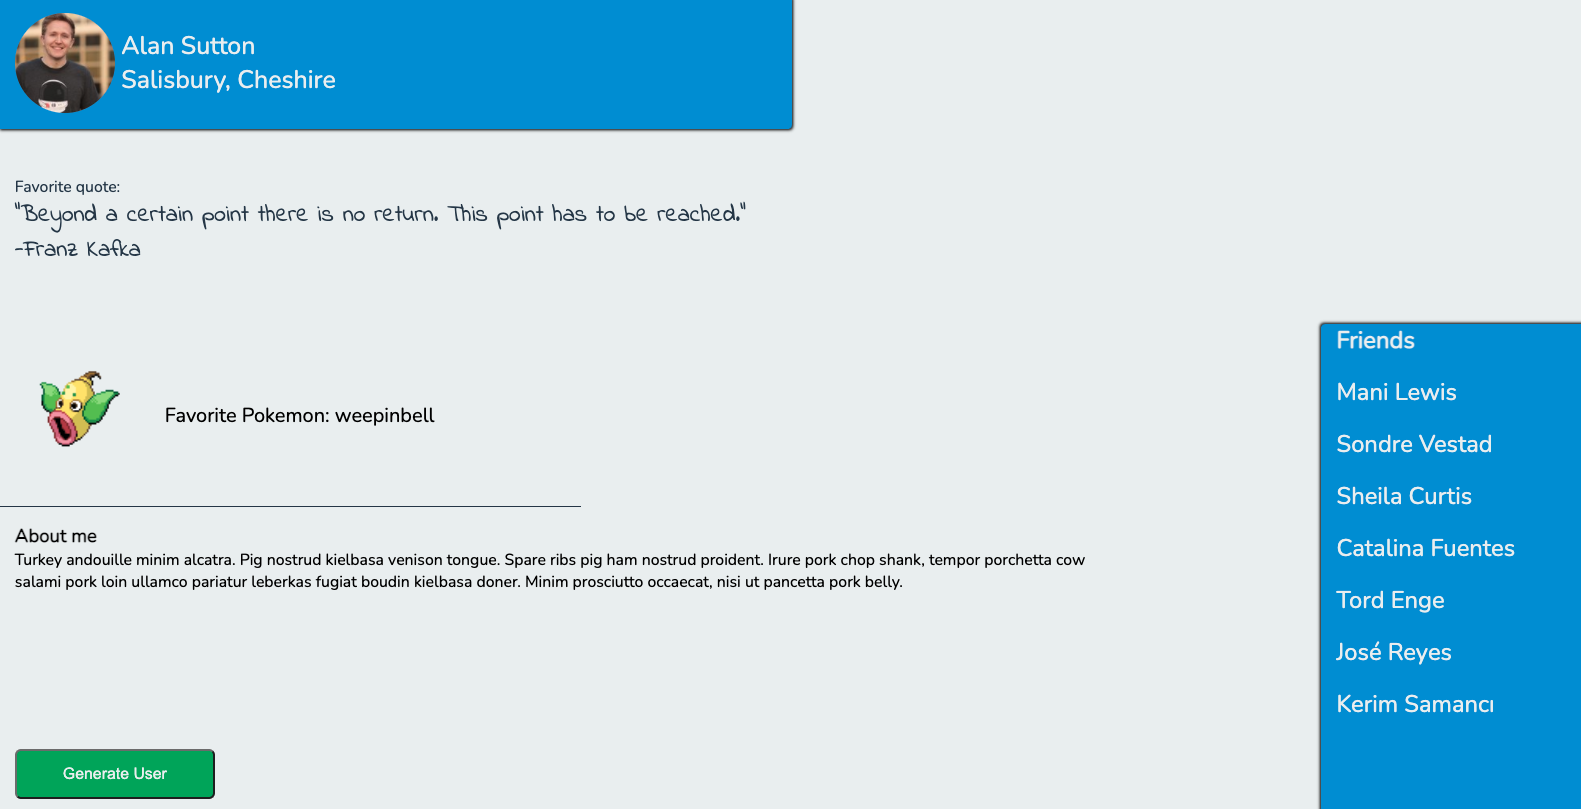 Alan Sutton
Salisbury, Cheshire
Favorite quote:
"Beyond a certain point there is no return. This point has to be reached."
-Franz Kafka
Favorite Pokemon: weepinbell
About me
Turkey andouille minim alcatra. Pig nostrud kielbasa venison tongue. Spare ribs pig ham nostrud proident. Irure pork chop shank, tempor porchetta cow
salami pork loin ullamco pariatur leberkas fugiat boudin kielbasa doner. Minim prosciutto occaecat, nisi ut pancetta pork belly.
Generate User
Friends
Mani Lewis
Sondre Vestad
Sheila Curtis
Catalina Fuentes
Tord Enge
José Reyes
Kerim Samancı